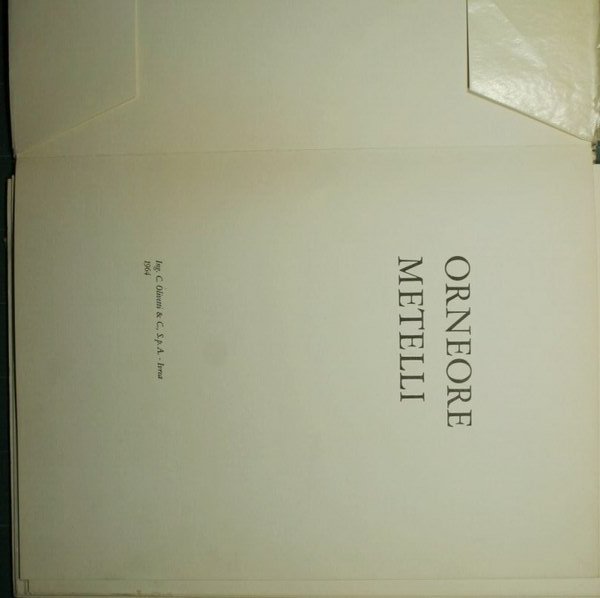 ORNEORE
METELLI
Ing. C. Olivetti & C., S.p.A. - Ivrea
1964